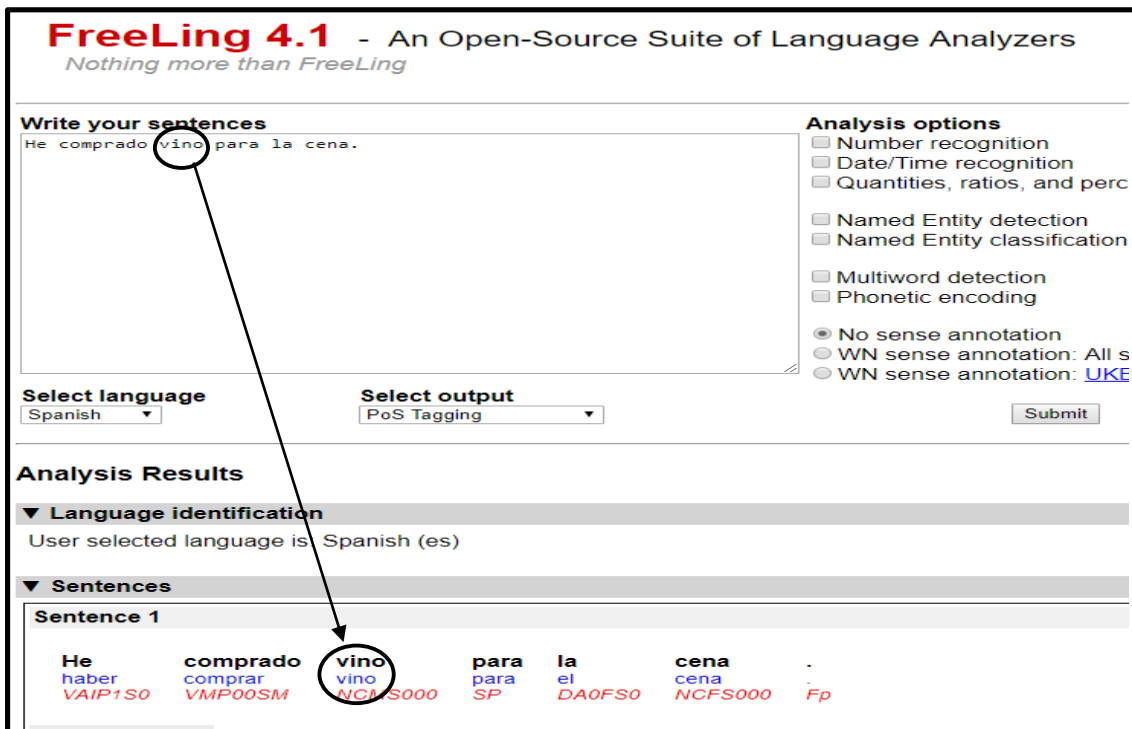 FreeLing 4.1 - An Open-Source Suite of Language Analyzers
Nothing more than FreeLing
Write your sentences
He comprado vino para la cena.
Analysis options
Number recognition
Date/Time recognition
Quantities, ratios, and perc
Named Entity detection
Named Entity classification
Multiword detection
Phonetic encoding
No sense annotation
WN sense annotation: All s
WN sense annotation: UKB
Select language
Spanish
Select output
PoS Tagging
Submit
Analysis Results
▼ Language identification
User selected language is: Spanish (es)
▼ Sentences
Sentence 1
He comprado vino para la cena .
haber comprar vino para el cena .
VAIP1S0 VMP00SM NCMS000 SP DA0FS0 NCFS000 Fp